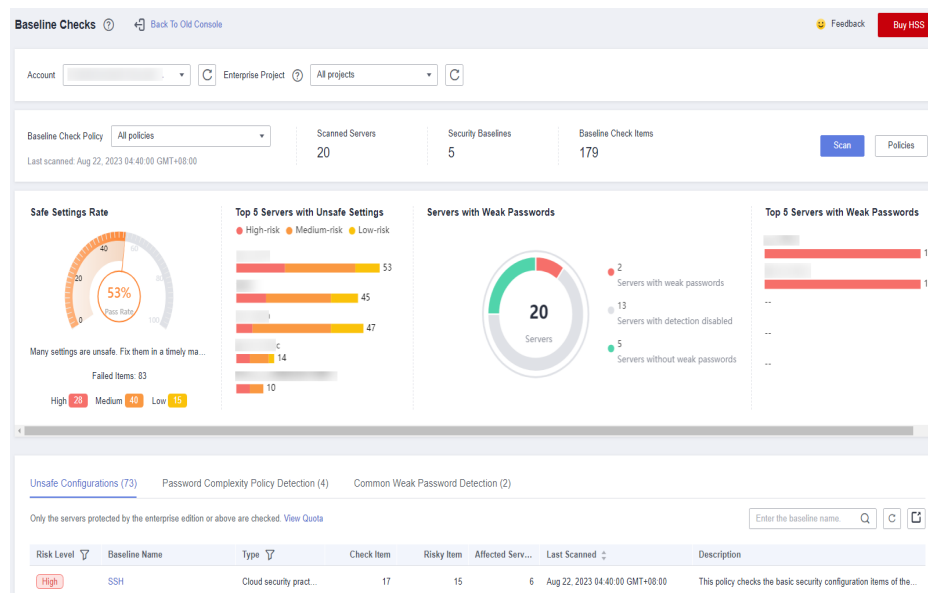 Baseline Checks ? Back To Old Console
Feedback Buy HSS
Account Enterprise Project ? All projects
Baseline Check Policy All policies
Last scanned: Aug 22, 2023 04:40:00 GMT+08:00
Scanned Servers
20
Security Baselines
5
Baseline Check Items
179
Scan Policies
Safe Settings Rate
0 20 40 60 80 100
53%
Pass Rate
Many settings are unsafe. Fix them in a timely ma...
Failed Items: 83
High 28 Medium 40 Low 15
Top 5 Servers with Unsafe Settings
High-risk Medium-risk Low-risk
53
45
47
c
14
10
Servers with Weak Passwords
20
Servers
2
Servers with weak passwords
13
Servers with detection disabled
5
Servers without weak passwords
Top 5 Servers with Weak Passwords
1
1
--
--
--
Unsafe Configurations (73) Password Complexity Policy Detection (4) Common Weak Password Detection (2)
Only the servers protected by the enterprise edition or above are checked. View Quota
Enter the baseline name.
Risk Level Baseline Name Type Check Item Risky Item Affected Serv... Last Scanned Description
High SSH Cloud security pract... 17 15 6 Aug 22, 2023 04:40:00 GMT+08:00 This policy checks the basic security configuration items of the...